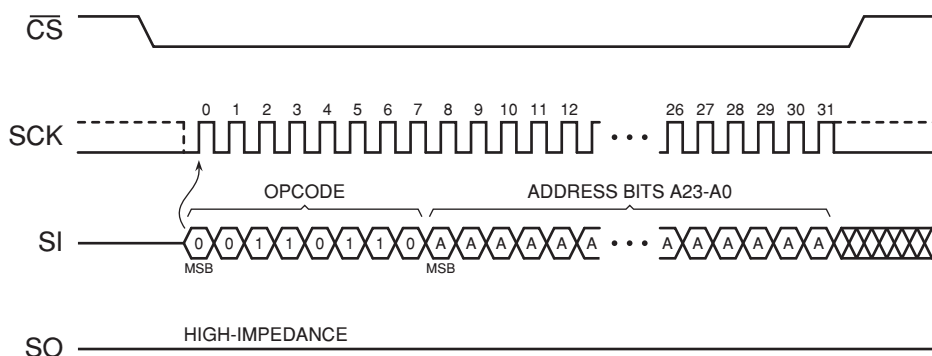 CS
0 1 2 3 4 5 6 7 8 9 10 11 12 26 27 28 29 30 31
SCK
OPCODE ADDRESS BITS A23-A0
SI 0 0 1 1 0 1 1 0 A A A A A A A A A A A A
MSB MSB
HIGH-IMPEDANCE
SO